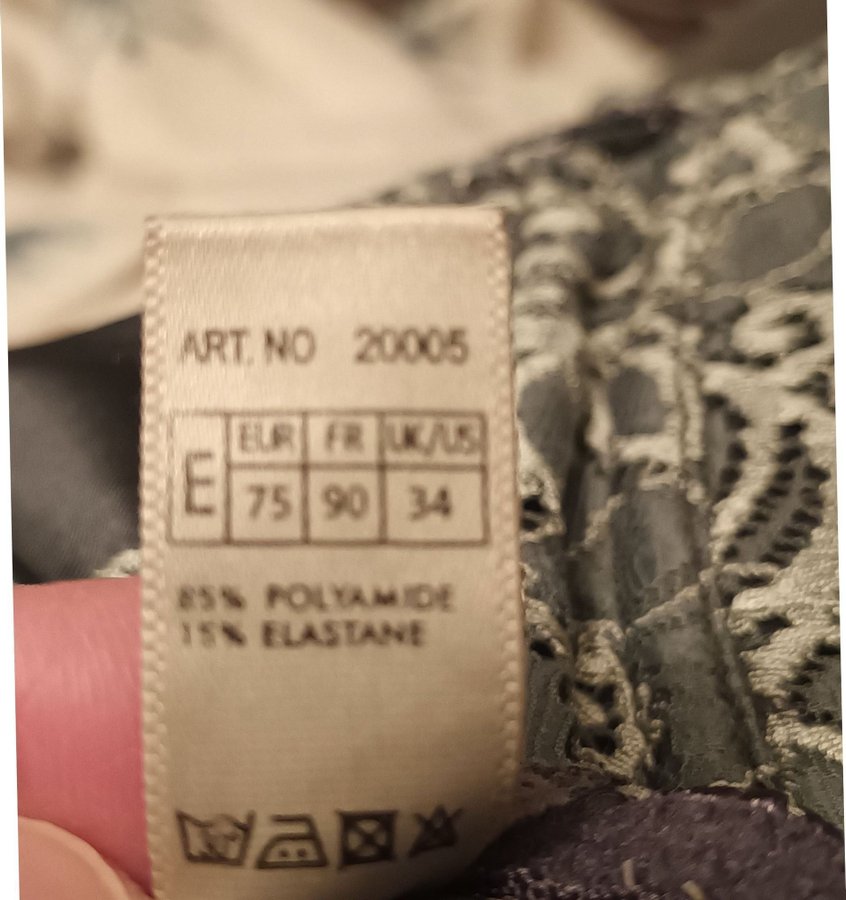 ART. NO 20005
E EUR FR UK/US
75 90 34
85% POLYAMIDE
15% ELASTANE